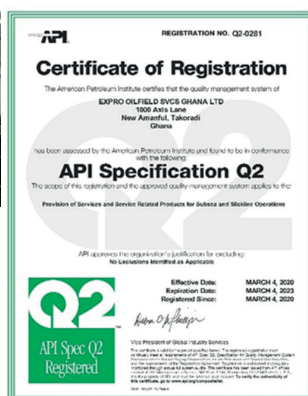 API
REGISTRATION NO. Q2-0281
Certificate of Registration
The American Petroleum Institute certifies that the quality management system of
EXPRO OILFIELD SVCS GHANA LTD
1000 Axis Lane
New Amanful, Takoradi
Ghana
has been assessed by the American Petroleum Institute and found to be in conformance
with the following:
API Specification Q2
The scope of this registration and the approved quality management system applies to the:
Provision of Services and Service Related Products for Subsea and Slickline Operations
API approves the organization's justification for excluding:
No Exclusions Identified as Applicable
Q2
API Spec Q2
Registered
Effective Date: MARCH 4, 2020
Expiration Date: MARCH 4, 2023
Registered Since: MARCH 4, 2020
Vice President of Global Industry Services